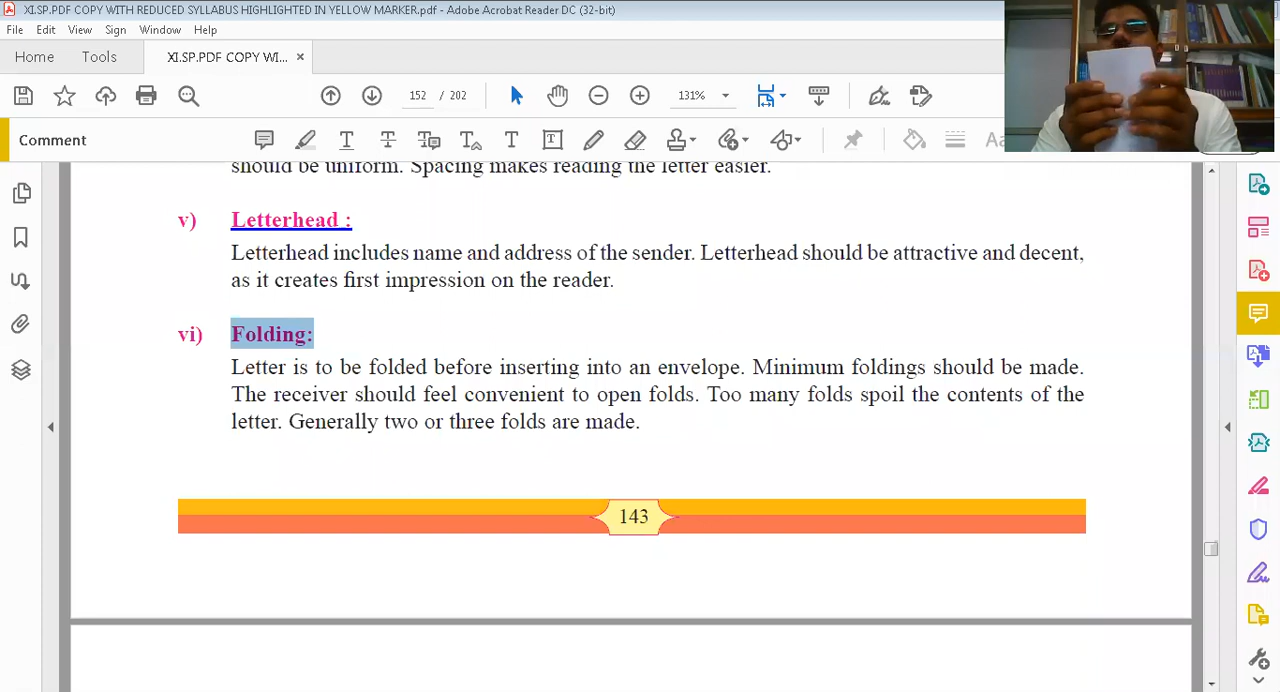 XI.SP.PDF COPY WITH REDUCED SYLLABUS HIGHLIGHTED IN YELLOW MARKER.pdf - Adobe Acrobat Reader DC (32-bit)
File Edit View Sign Window Help
Home Tools XI.SP.PDF COPY WI... ×
152 / 202 131%
Comment Aa
should be uniform. Spacing makes reading the letter easier.
v) Letterhead :
Letterhead includes name and address of the sender. Letterhead should be attractive and decent,
as it creates first impression on the reader.
vi) Folding:
Letter is to be folded before inserting into an envelope. Minimum foldings should be made.
The receiver should feel convenient to open folds. Too many folds spoil the contents of the
letter. Generally two or three folds are made.
143